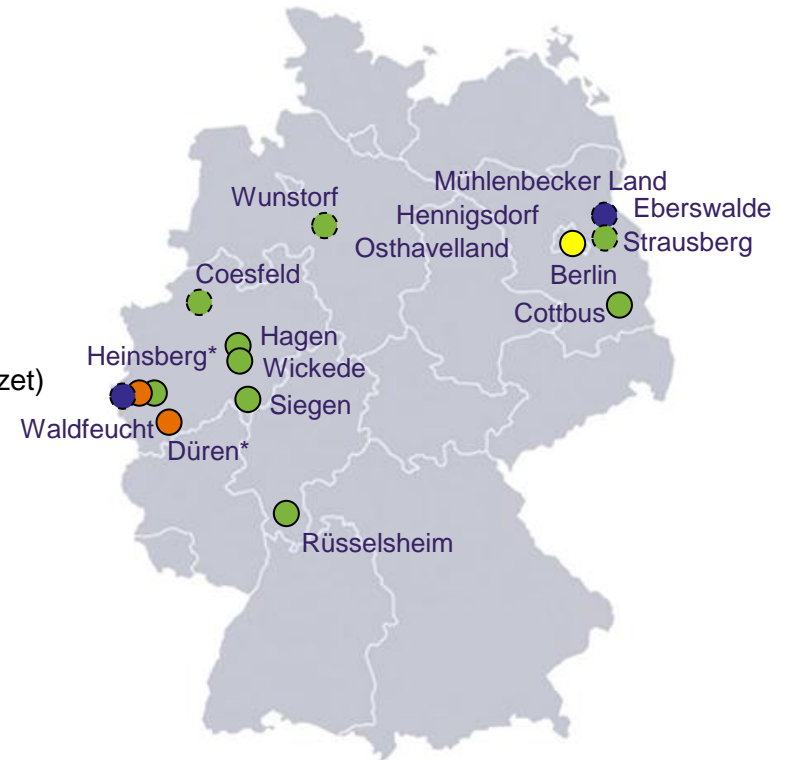 Mühlenbecker Land
Wunstorf
Hennigsdorf
Eberswalde
Osthavelland
Strausberg
Coesfeld
Berlin
Cottbus
Hagen
Heinsberg*
Wickede
zet)
Siegen
Waldfeucht
Düren*
Rüsselsheim